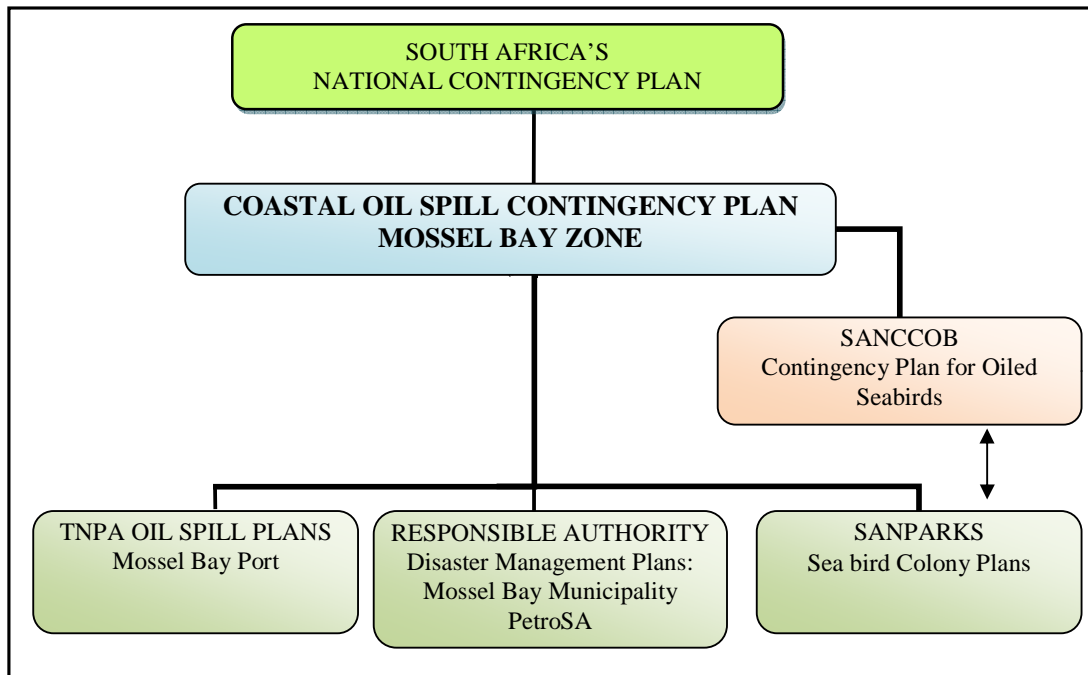 SOUTH AFRICA’S
NATIONAL CONTINGENCY PLAN
COASTAL OIL SPILL CONTINGENCY PLAN
MOSSEL BAY ZONE
SANCCOB
Contingency Plan for Oiled
Seabirds
TNPA OIL SPILL PLANS
Mossel Bay Port
RESPONSIBLE AUTHORITY
Disaster Management Plans:
Mossel Bay Municipality
PetroSA
SANPARKS
Sea bird Colony Plans